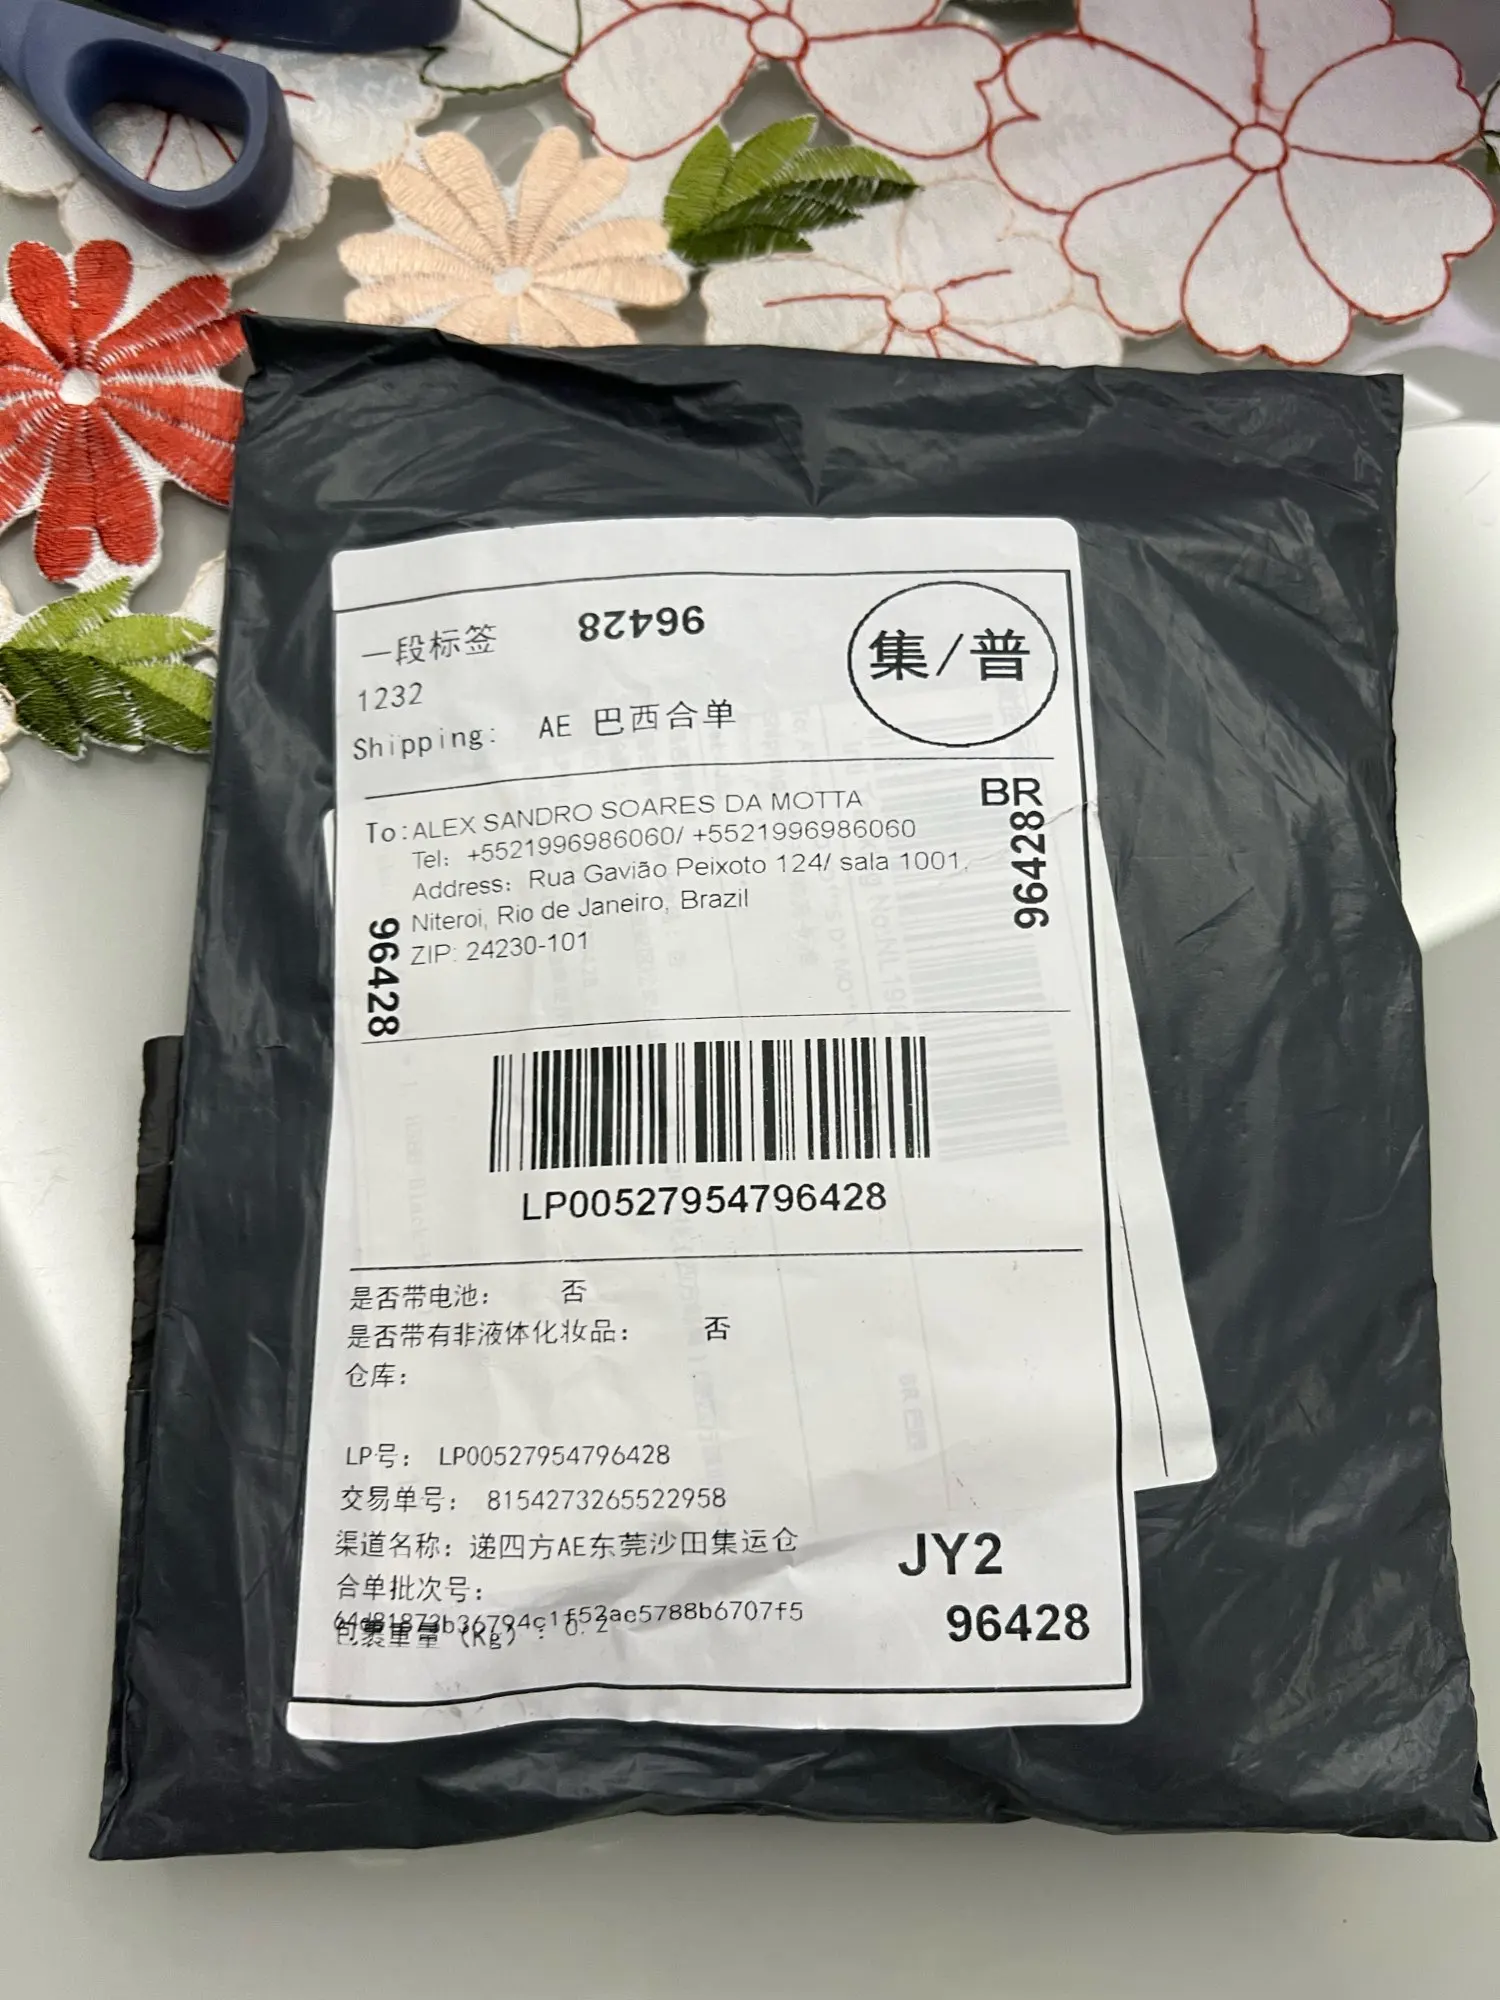 一段标签
96428
集/普
1232
Shipping: AE 巴西合单
To: ALEX SANDRO SOARES DA MOTTA
BR
Tel: +5521996986060/ +5521996986060
Address: Rua Gavião Peixoto 124/ sala 1001,
Niteroi, Rio de Janeiro, Brazil
ZIP: 24230-101
96428
96428
LP00527954796428
是否带电池: 否
是否带有非液体化妆品: 否
仓库:
LP号: LP00527954796428
交易单号: 8154273265522958
渠道名称: 递四方AE东莞沙田集运仓
JY2
合单批次号:
包裹重量 (Kg) : 0.2
96428